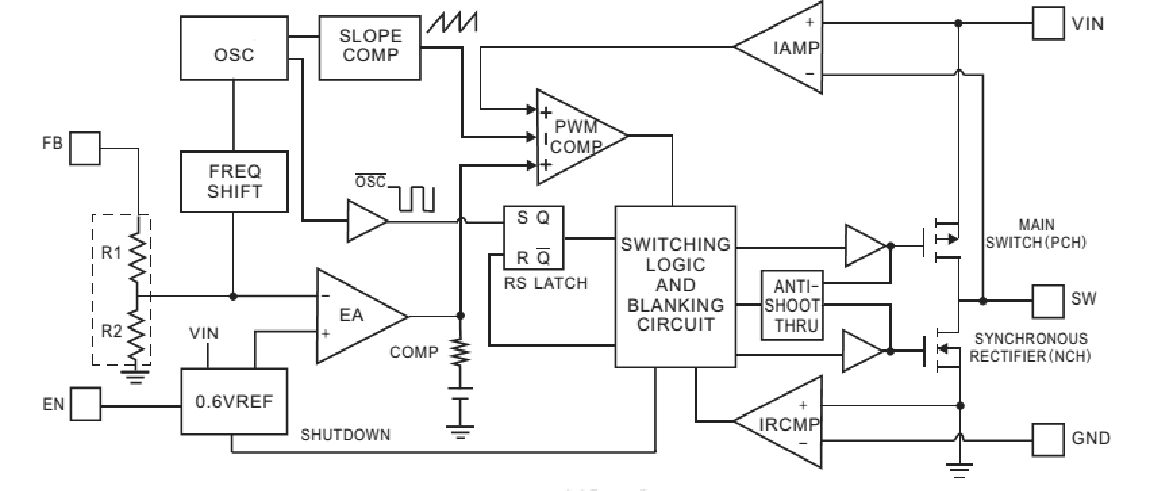 VIN
OSC
SLOPE
COMP
IAMP
+
−
FB
FREQ
SHIFT
+
I
+
PWM
COMP
OSC
S Q
R Q
RS LATCH
SWITCHING
LOGIC
AND
BLANKING
CIRCUIT
MAIN
SWITCH(PCH)
R1
R2
−
+
EA
ANTI-
SHOOT
THRU
SW
VIN
COMP
SYNCHRONOUS
RECTIFIER(NCH)
EN
0.6VREF
SHUTDOWN
IRCMP
+
−
GND